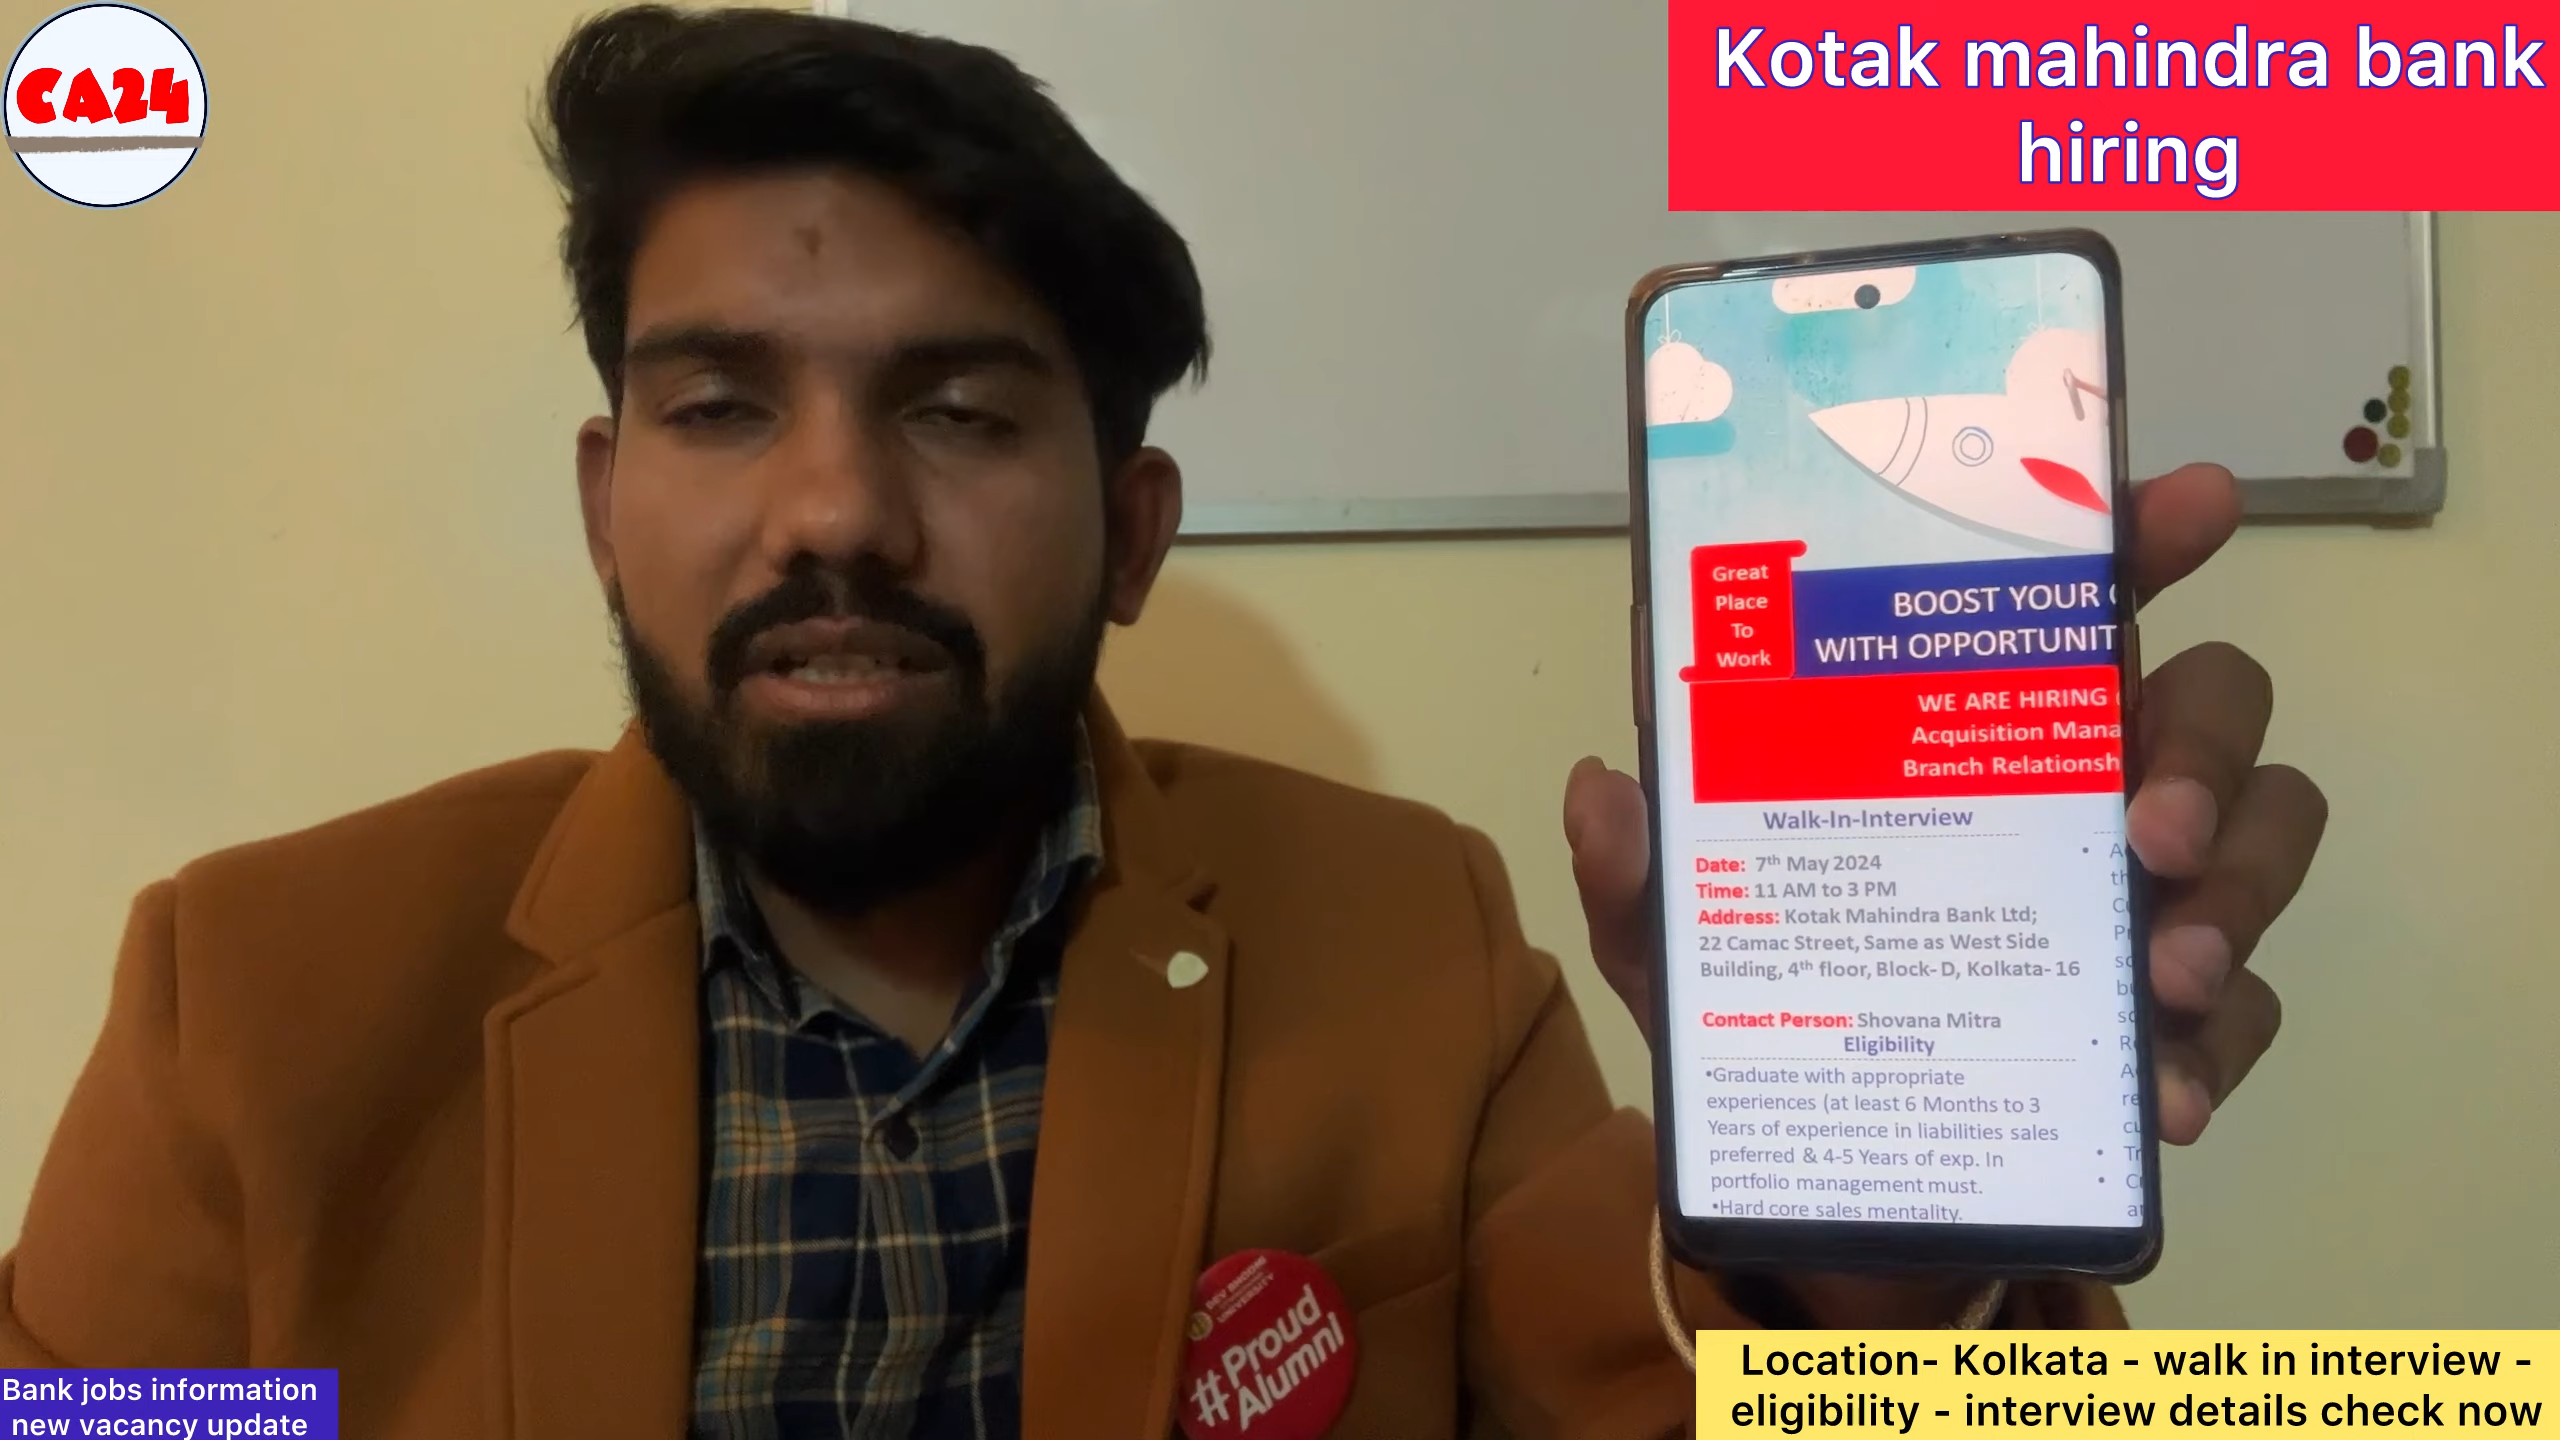 CA24
Kotak mahindra bank
hiring
Great
Place
To
Work
BOOST YOUR
WITH OPPORTUNIT
WE ARE HIRING
Acquisition Mana
Branch Relationsh
Walk-In-Interview
Date: 7th May 2024
Time: 11 AM to 3 PM
Address: Kotak Mahindra Bank Ltd;
22 Camac Street, Same as West Side
Building, 4th floor, Block- D, Kolkata- 16
Contact Person: Shovana Mitra
Eligibility
•Graduate with appropriate
experiences (at least 6 Months to 3
Years of experience in liabilities sales
preferred & 4-5 Years of exp. In
portfolio management must.
•Hard core sales mentality.
DEV BHOOMI
UNIVERSITY
#Proud
AlumnI
Bank jobs information
new vacancy update
Location- Kolkata - walk in interview -
eligibility - interview details check now